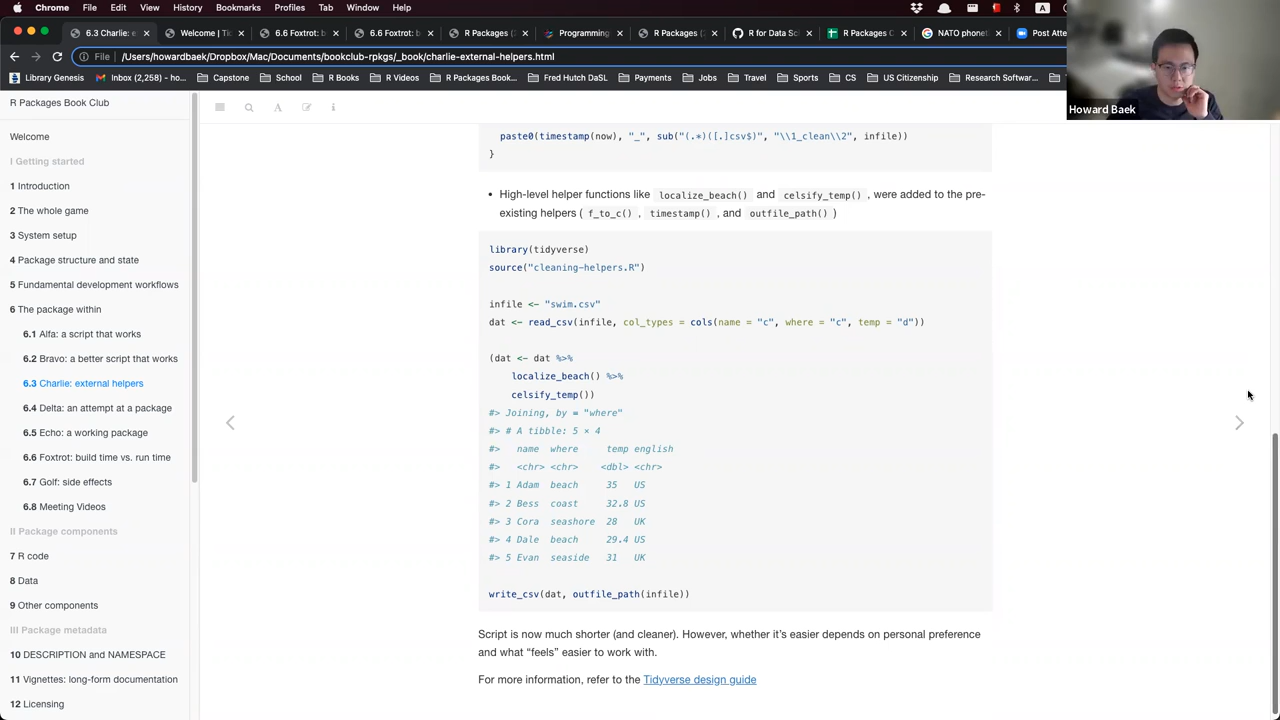 Chrome File Edit View History Bookmarks Profiles Tab Window Help
6.3 Charlie: e
Welcome | Ti
6.6 Foxtrot: b
6.6 Foxtrot: b
R Packages (2
Programming
R Packages (
R for Data Sc
R Packages C
NATO phonet
Post Atte
File /Users/howardbaek/Dropbox/Mac/Documents/bookclub-rpkgs/_book/charlie-external-helpers.html
Library Genesis
Inbox (2,258) - ho...
Capstone
School
R Books
R Videos
R Packages Book...
Fred Hutch DaSL
Payments
Jobs
Travel
Sports
CS
US Citizenship
Research Softwar...
Howard Baek
R Packages Book Club
Welcome
I Getting started
1 Introduction
2 The whole game
3 System setup
4 Package structure and state
5 Fundamental development workflows
6 The package within
6.1 Alfa: a script that works
6.2 Bravo: a better script that works
6.3 Charlie: external helpers
6.4 Delta: an attempt at a package
6.5 Echo: a working package
6.6 Foxtrot: build time vs. run time
6.7 Golf: side effects
6.8 Meeting Videos
II Package components
7 R code
8 Data
9 Other components
III Package metadata
10 DESCRIPTION and NAMESPACE
11 Vignettes: long-form documentation
12 Licensing
paste0(timestamp(now), "_", sub("(.*)([.]csv$)", "\\1_clean\\2", infile))
}
• High-level helper functions like localize_beach() and celsify_temp() , were added to the pre-
existing helpers ( f_to_c() , timestamp() , and outfile_path() )
library(tidyverse)
source("cleaning-helpers.R")
infile <- "swim.csv"
dat <- read_csv(infile, col_types = cols(name = "c", where = "c", temp = "d"))
(dat <- dat %>%
localize_beach() %>%
celsify_temp())
#> Joining, by = "where"
#> # A tibble: 5 × 4
#> name where temp english
#> <chr> <chr> <dbl> <chr>
#> 1 Adam beach 35 US
#> 2 Bess coast 32.8 US
#> 3 Cora seashore 28 UK
#> 4 Dale beach 29.4 US
#> 5 Evan seaside 31 UK
write_csv(dat, outfile_path(infile))
Script is now much shorter (and cleaner). However, whether it's easier depends on personal preference
and what “feels” easier to work with.
For more information, refer to the Tidyverse design guide